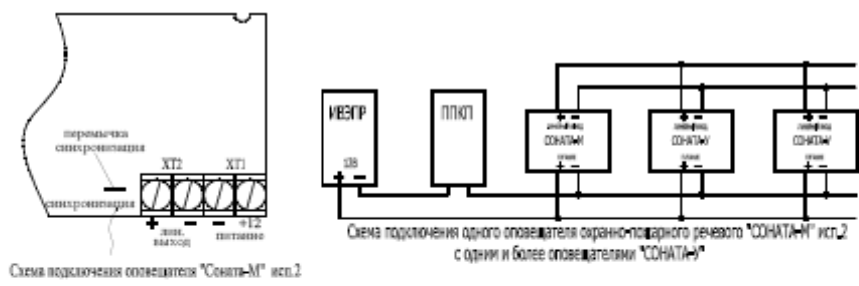 перемычка
синхронизация
XT2 XT1
синхронизация
+ - - +12
лин.
выход
питание
Схема подключения оповещателя "Соната-М" исп.2
ИВЭПР
12В
+ -
ППКП
+ -
СОНАТА-М
+ -
+ -
СОНАТА-У
+ -
+ -
СОНАТА-У
+ -
Схема подключения одного оповещателя охранно-пожарного речевого "СОНАТА-М" исп.2
с одним и более оповещателями "СОНАТА-У"